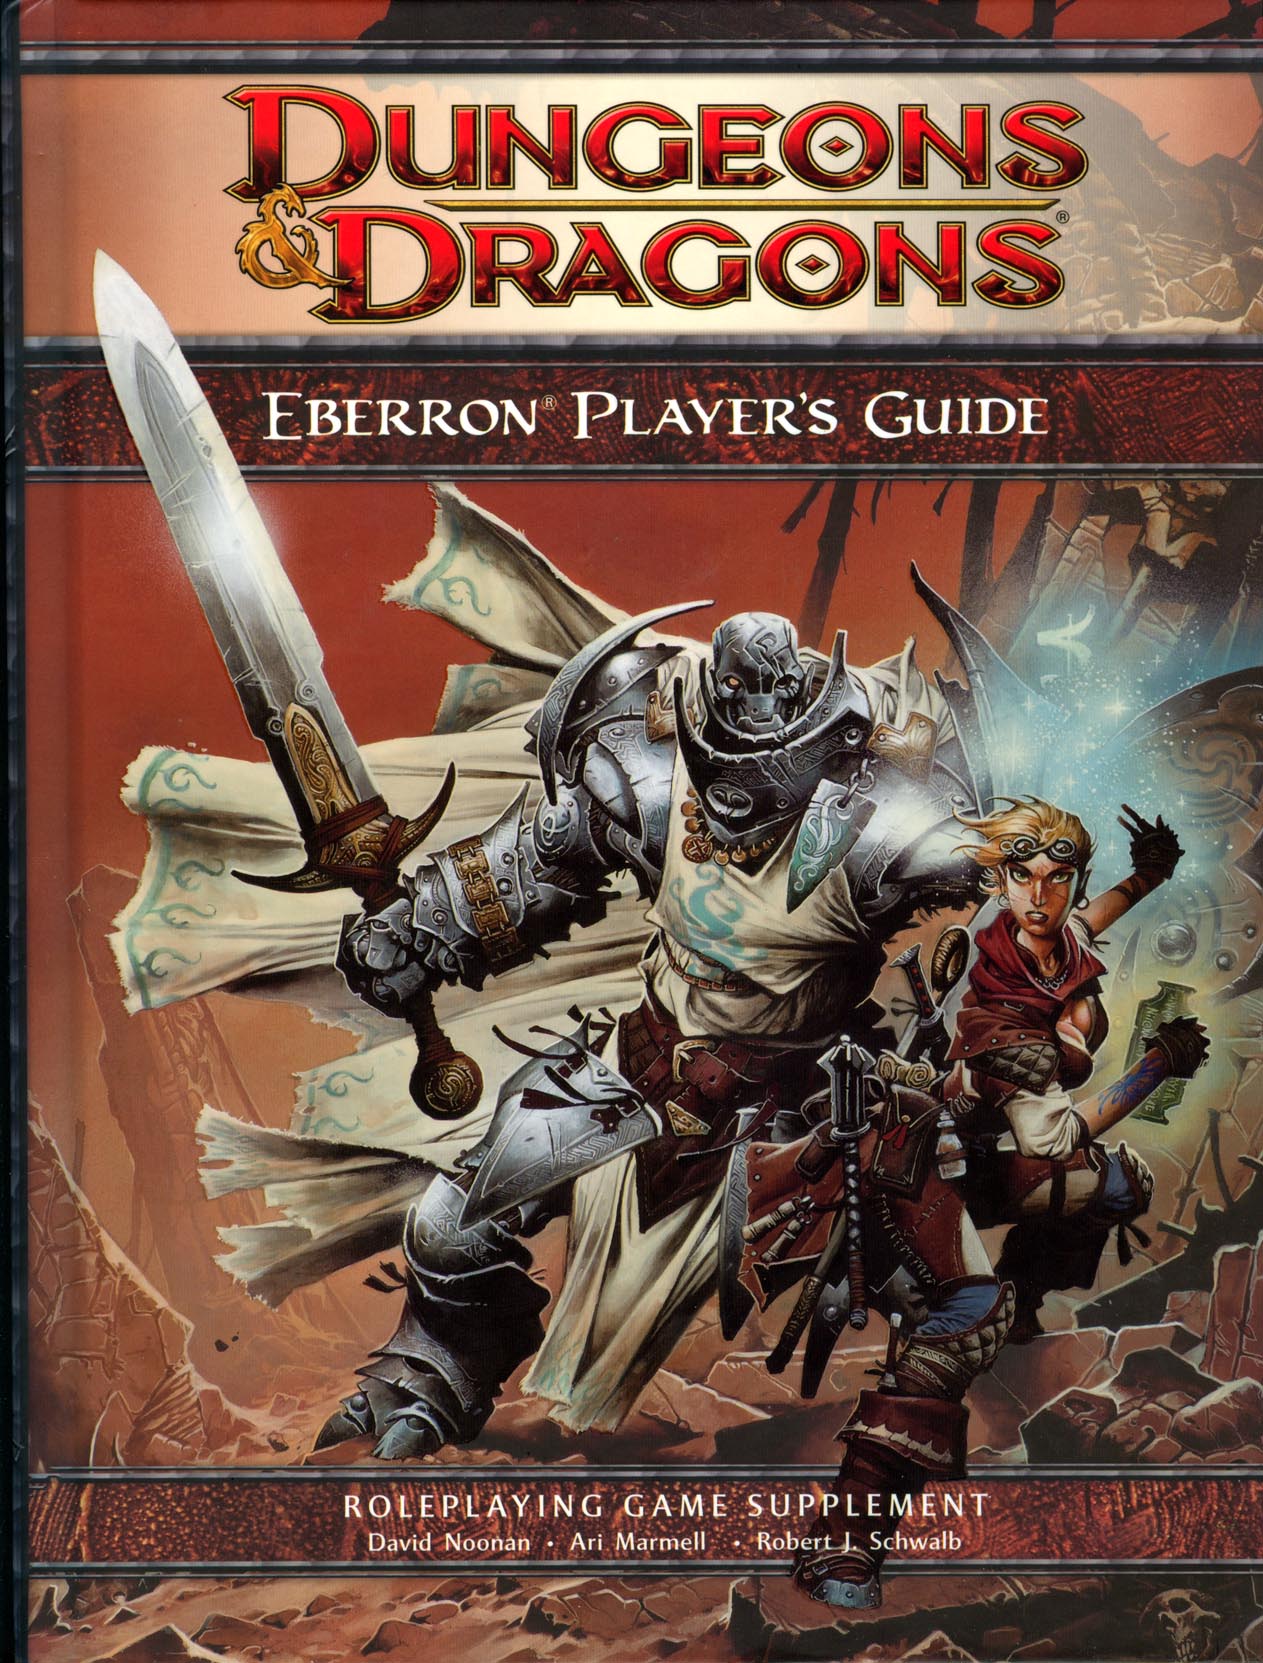 DUNGEONS
& DRAGONS®
EBERRON® PLAYER'S GUIDE
ROLEPLAYING GAME SUPPLEMENT
David Noonan • Ari Marmell • Robert J. Schwalb